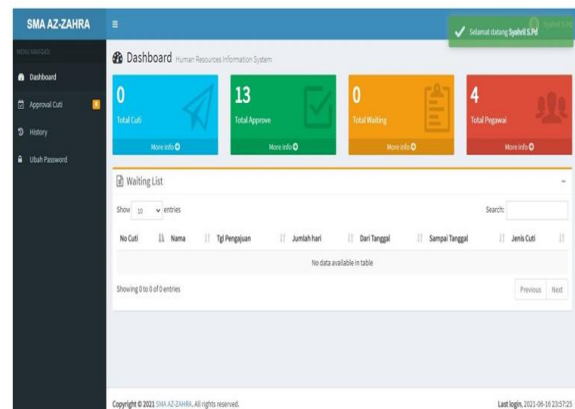 SMA AZ-ZAHRA
Selamat datang Syahril S.Pd
MENU NAVIGASI
Dashboard
Approval Cuti
0
History
Ubah Password
Dashboard Human Resources Information System
0
Total Cuti
More info
13
Total Approve
More info
0
Total Waiting
More info
4
Total Pegawai
More info
Waiting List
Show 10 entries
Search:
No Cuti Nama Tgl Pengajuan Jumlah hari Dari Tanggal Sampai Tanggal Jenis Cuti
No data available in table
Showing 0 to 0 of 0 entries
Previous Next
Copyright © 2021 SMA AZ-ZAHRA. All rights reserved.
Last login, 2021-06-16 23:57:25